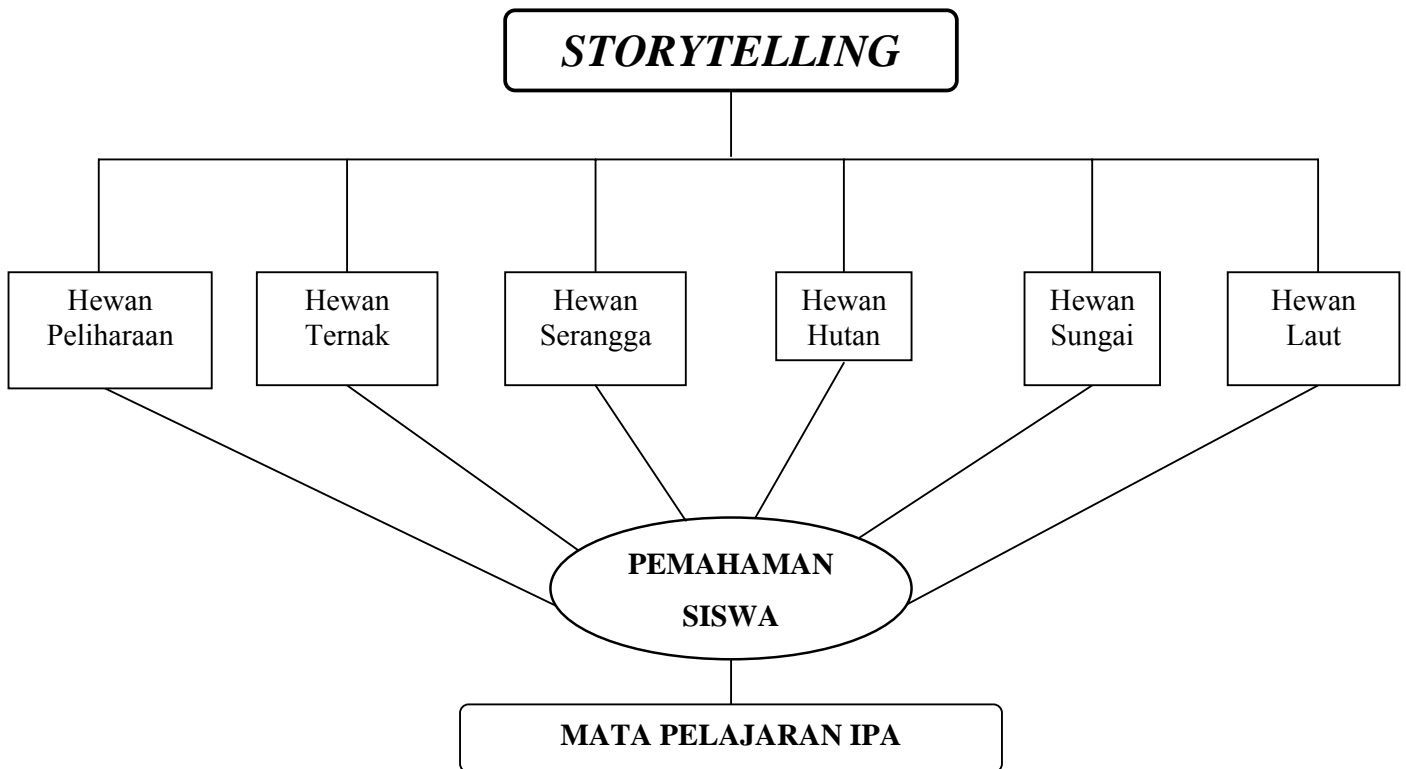 STORYTELLING
Hewan
Peliharaan
Hewan
Ternak
Hewan
Serangga
Hewan
Hutan
Hewan
Sungai
Hewan
Laut
PEMAHAMAN
SISWA
MATA PELAJARAN IPA